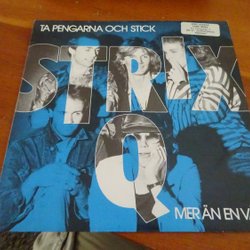 TA PENGARNA OCH STICK
STRIX
Q
MER ÄN EN V